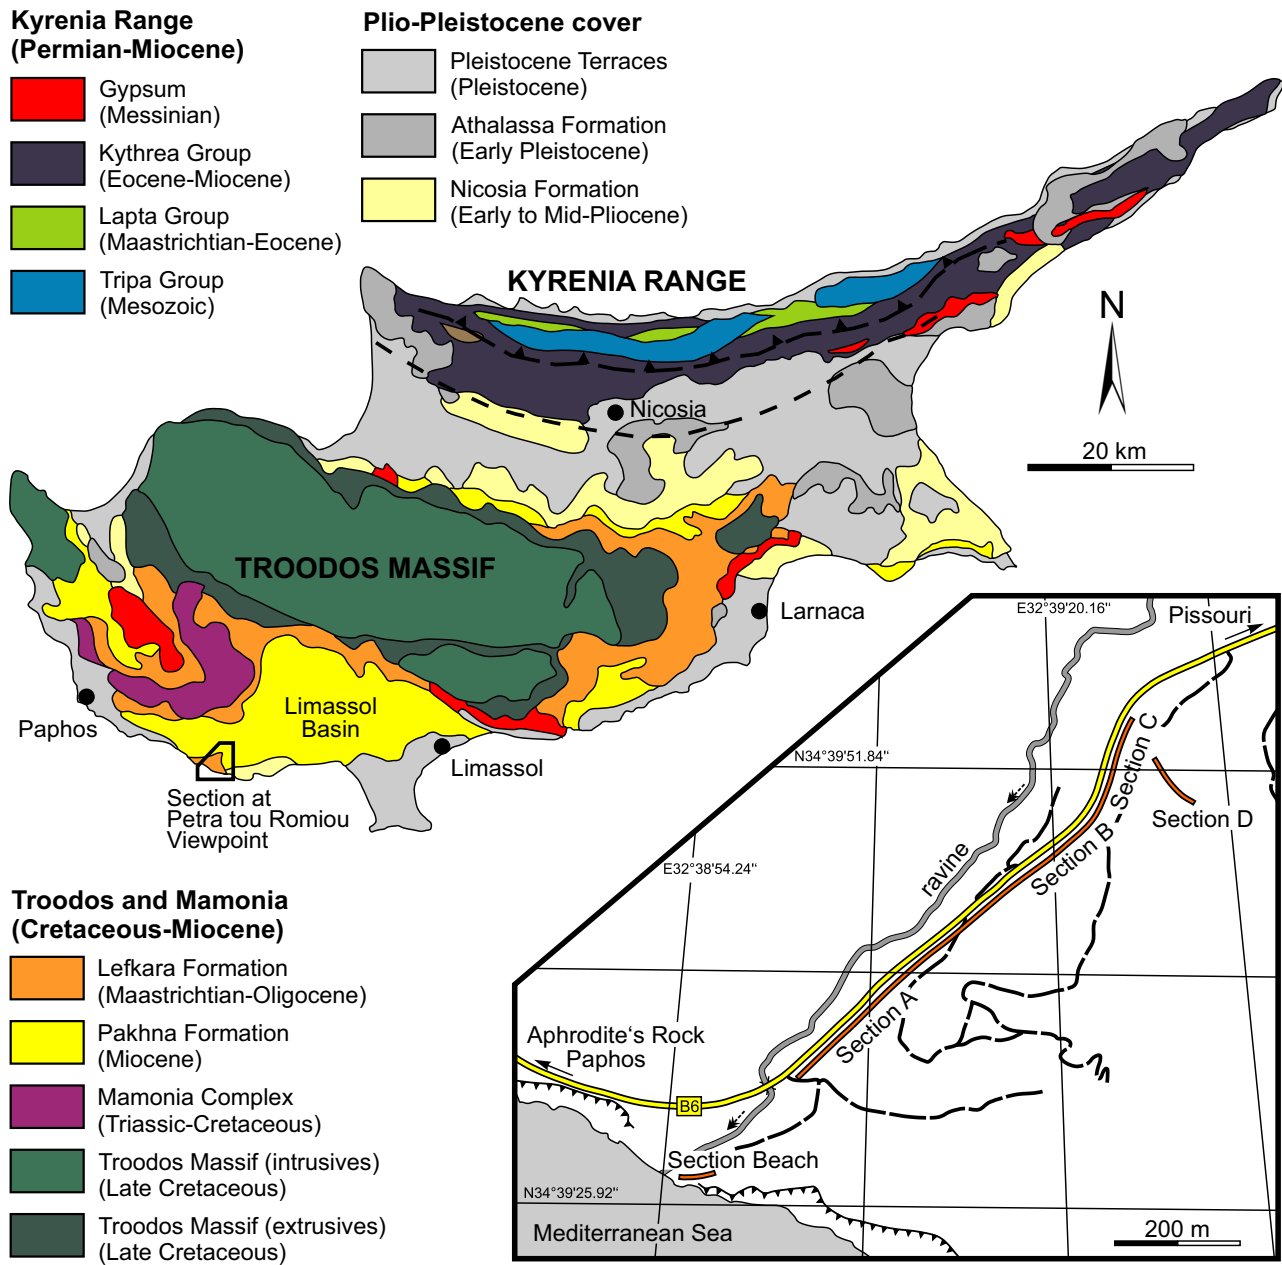 Kyrenia Range
(Permian-Miocene)
Gypsum
(Messinian)
Kythrea Group
(Eocene-Miocene)
Lapta Group
(Maastrichtian-Eocene)
Tripa Group
(Mesozoic)
Plio-Pleistocene cover
Pleistocene Terraces
(Pleistocene)
Athalassa Formation
(Early Pleistocene)
Nicosia Formation
(Early to Mid-Pliocene)
KYRENIA RANGE
N
20 km
Nicosia
TROODOS MASSIF
Larnaca
Limassol
Basin
Paphos
Limassol
Section at
Petra tou Romiou
Viewpoint
Troodos and Mamonia
(Cretaceous-Miocene)
Lefkara Formation
(Maastrichtian-Oligocene)
Pakhna Formation
(Miocene)
Mamonia Complex
(Triassic-Cretaceous)
Troodos Massif (intrusives)
(Late Cretaceous)
Troodos Massif (extrusives)
(Late Cretaceous)
E32°39'20.16"
Pissouri
N34°39'51.84"
Section C
Section D
Section B
E32°38'54.24"
ravine
Section A
Aphrodite‘s Rock
Paphos
B6
Section Beach
N34°39'25.92"
Mediterranean Sea
200 m